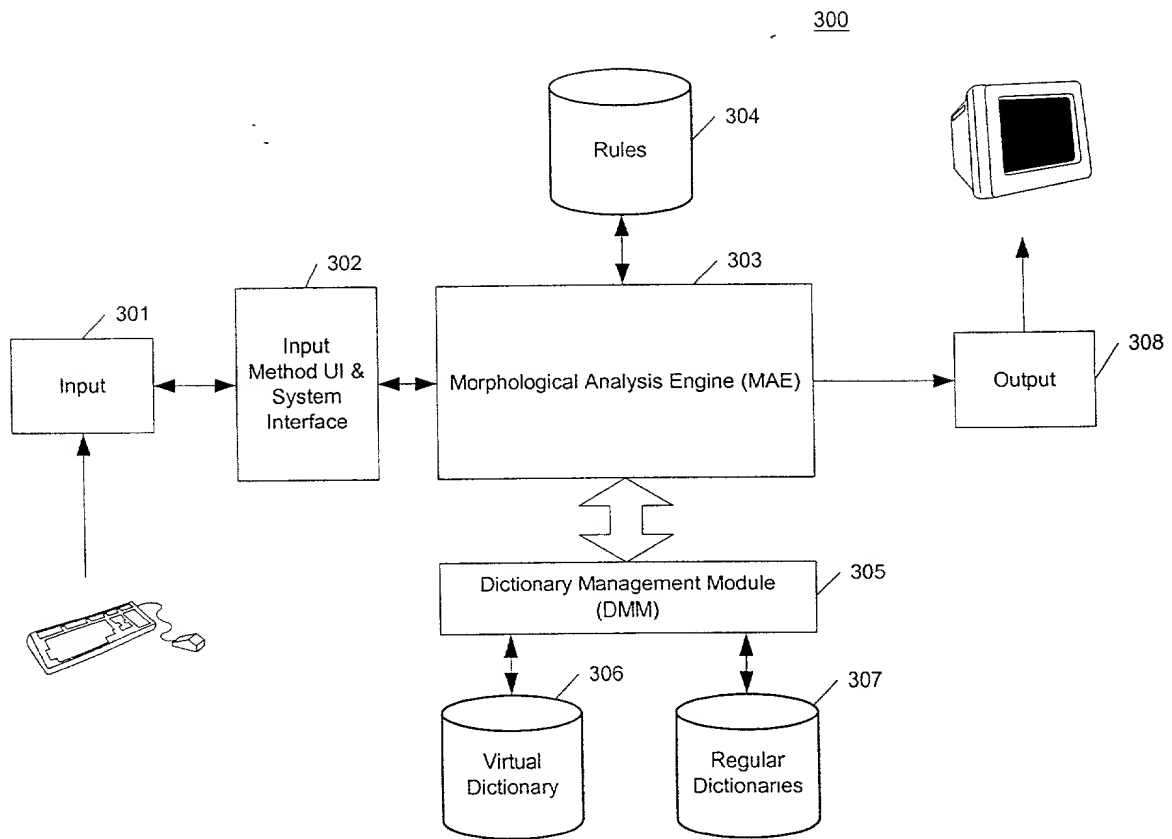 300
304
Rules
303
302
301
Input
Input
Method UI &
System
Interface
Morphological Analysis Engine (MAE)
308
Output
Dictionary Management Module
(DMM)
305
306
307
Virtual
Dictionary
Regular
Dictionaries